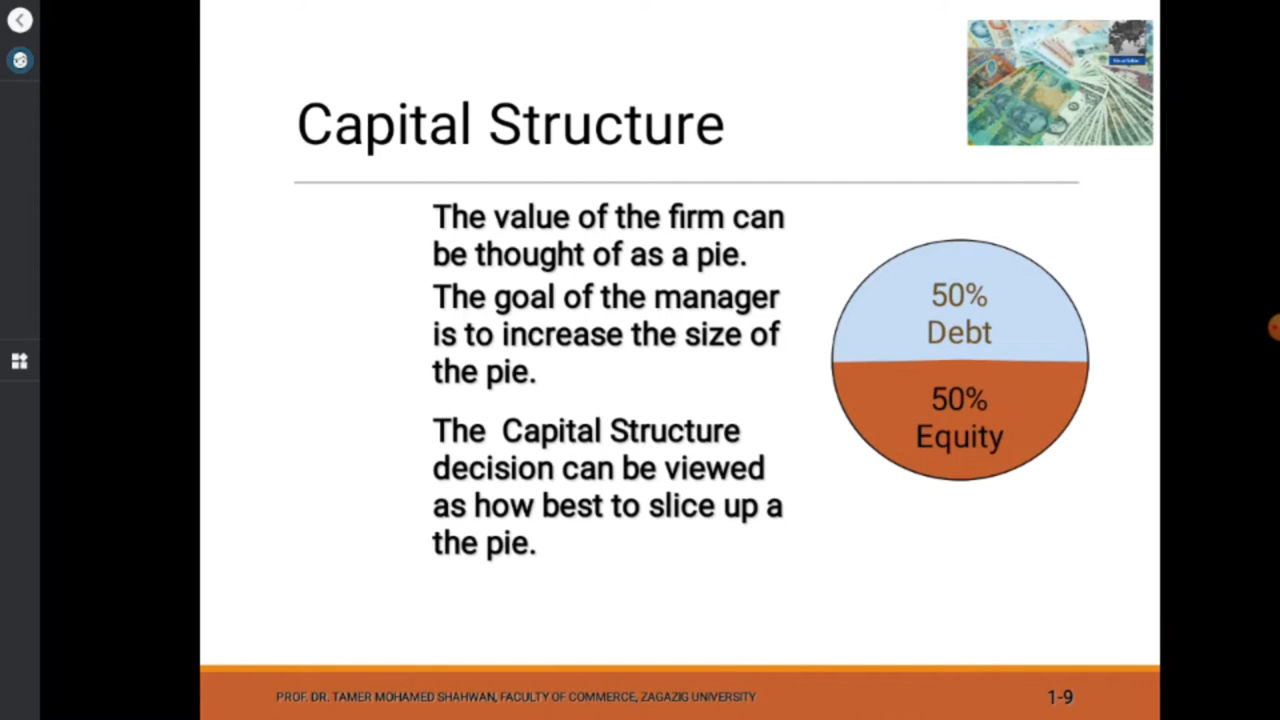 Capital Structure
The value of the firm can
be thought of as a pie.
The goal of the manager
is to increase the size of
the pie.
The Capital Structure
decision can be viewed
as how best to slice up a
the pie.
50%
Debt
50%
Equity
PROF. DR. TAMER MOHAMED SHAHWAN, FACULTY OF COMMERCE, ZAGAZIG UNIVERSITY
1-9